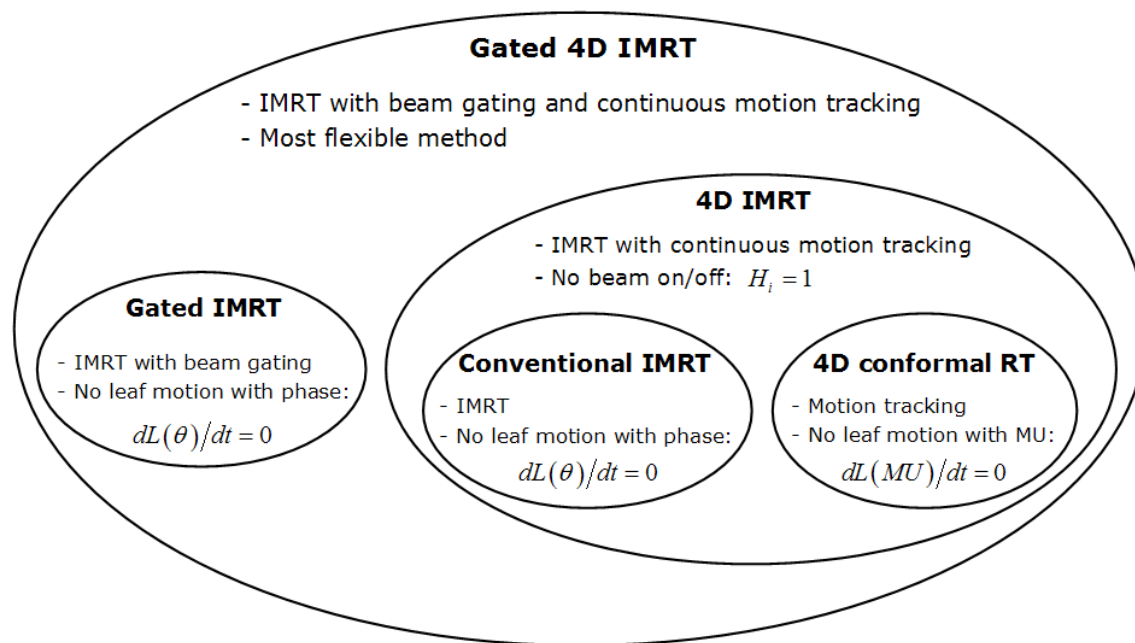 Gated 4D IMRT
- IMRT with beam gating and continuous motion tracking
- Most flexible method
4D IMRT
- IMRT with continuous motion tracking
- No beam on/off: H_i = 1
Gated IMRT
- IMRT with beam gating
- No leaf motion with phase:
dL(θ)/dt = 0
Conventional IMRT
- IMRT
- No leaf motion with phase:
dL(θ)/dt = 0
4D conformal RT
- Motion tracking
- No leaf motion with MU:
dL(MU)/dt = 0